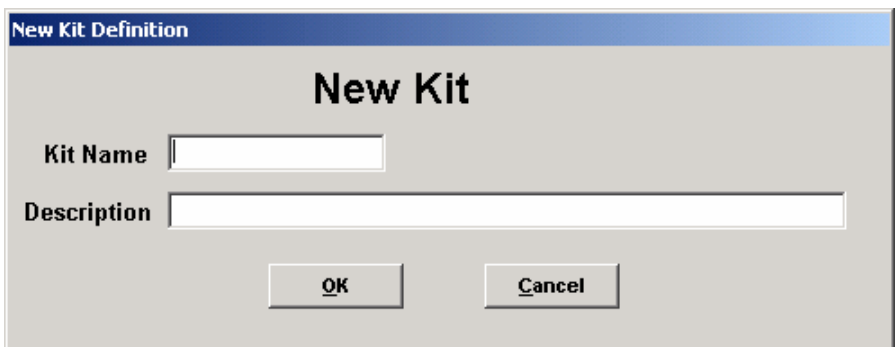 New Kit Definition
New Kit
Kit Name
Description
OK Cancel